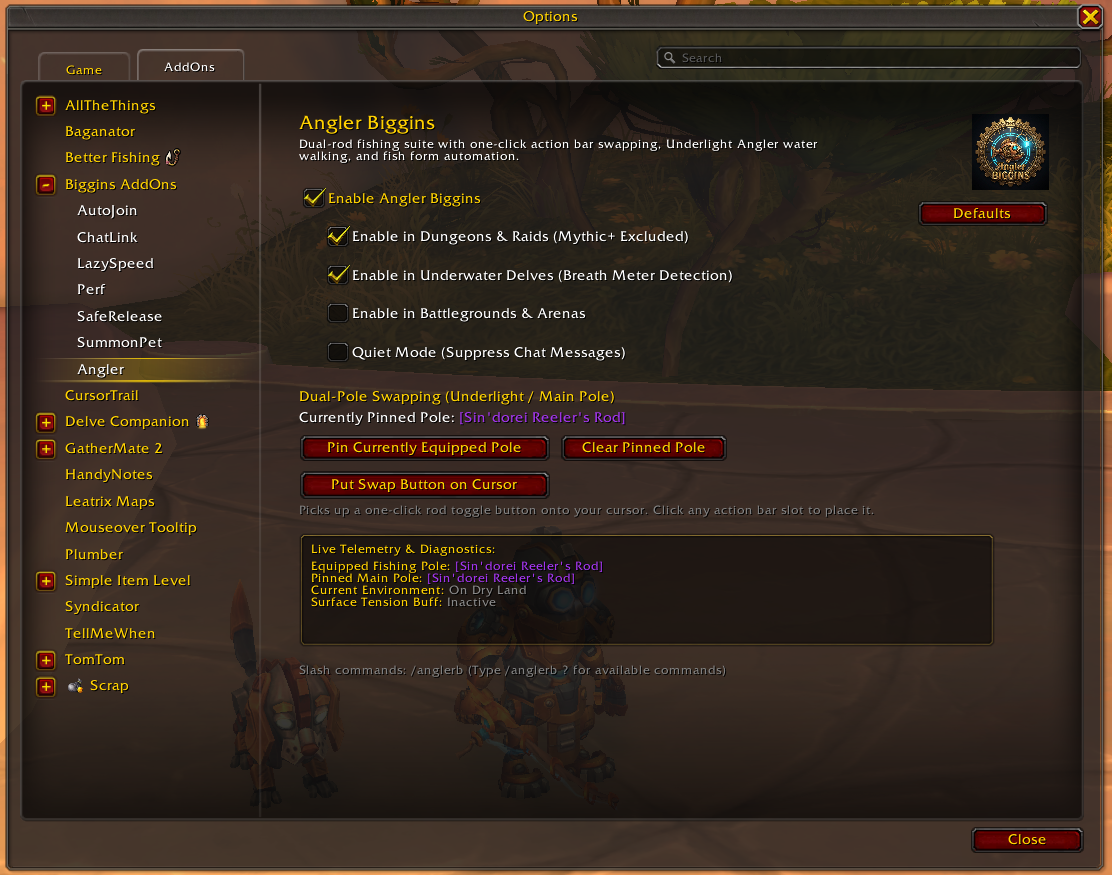 Options
Game
AddOns
Search
AllTheThings
Baganator
Better Fishing
Biggins AddOns
AutoJoin
ChatLink
LazySpeed
Perf
SafeRelease
SummonPet
Angler
CursorTrail
Delve Companion
GatherMate 2
HandyNotes
Leatrix Maps
Mouseover Tooltip
Plumber
Simple Item Level
Syndicator
TellMeWhen
TomTom
Scrap
Angler Biggins
Dual-rod fishing suite with one-click action bar swapping, Underlight Angler water
walking, and fish form automation.
Angler
BIGGINS
Defaults
Enable Angler Biggins
Enable in Dungeons & Raids (Mythic+ Excluded)
Enable in Underwater Delves (Breath Meter Detection)
Enable in Battlegrounds & Arenas
Quiet Mode (Suppress Chat Messages)
Dual-Pole Swapping (Underlight / Main Pole)
Currently Pinned Pole: [Sin'dorei Reeler's Rod]
Pin Currently Equipped Pole
Clear Pinned Pole
Put Swap Button on Cursor
Picks up a one-click rod toggle button onto your cursor. Click any action bar slot to place it.
Live Telemetry & Diagnostics:
Equipped Fishing Pole: [Sin'dorei Reeler's Rod]
Pinned Main Pole: [Sin'dorei Reeler's Rod]
Current Environment: On Dry Land
Surface Tension Buff: Inactive
Slash commands: /anglerb (Type /anglerb ? for available commands)
Close